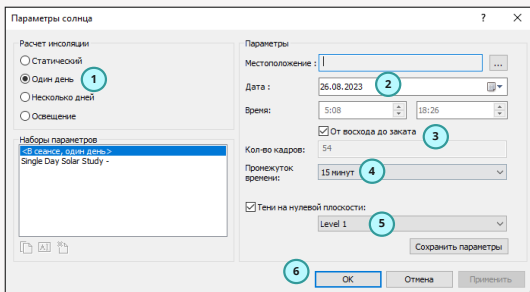 Параметры солнца ? ×
Расчет инсоляции
Статический
Один день 1
Несколько дней
Освещение
Наборы параметров
<В сеансе, один день>
Single Day Solar Study -
Параметры
Местоположение : ...
Дата : 26.08.2023 2
Время: 5:08 18:26
От восхода до заката 3
Кол-во кадров: 54
Промежуток времени: 15 минут 4
Тени на нулевой плоскости:
Level 1 5
Сохранить параметры
6 ОК Отмена Применить